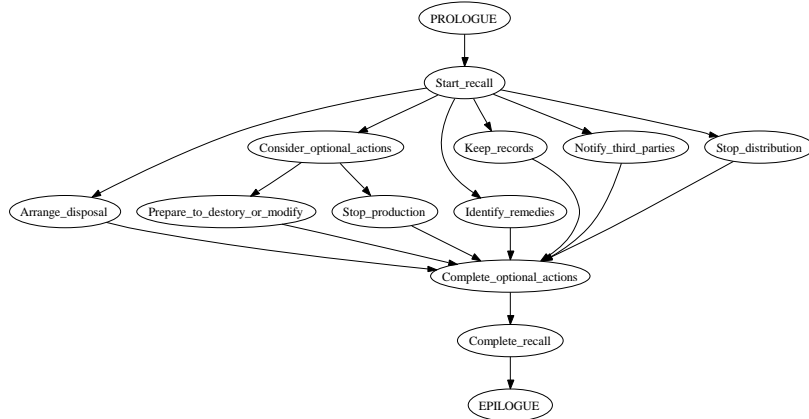 PROLOGUE
Start_recall
Consider_optional_actions
Keep_records
Notify_third_parties
Stop_distribution
Arrange_disposal
Prepare_to_destory_or_modify
Stop_production
Identify_remedies
Complete_optional_actions
Complete_recall
EPILOGUE